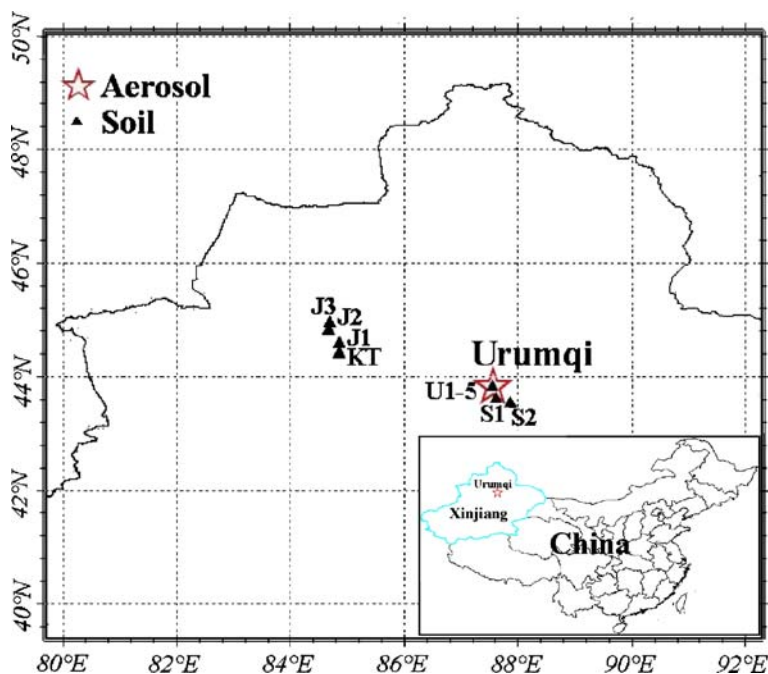 50°N
48°N
46°N
44°N
42°N
40°N
Aerosol
Soil
J3
J2
J1
KT
Urumqi
U1-5
S1
S2
Urumqi
Xinjiang
China
80°E 82°E 84°E 86°E 88°E 90°E 92°E